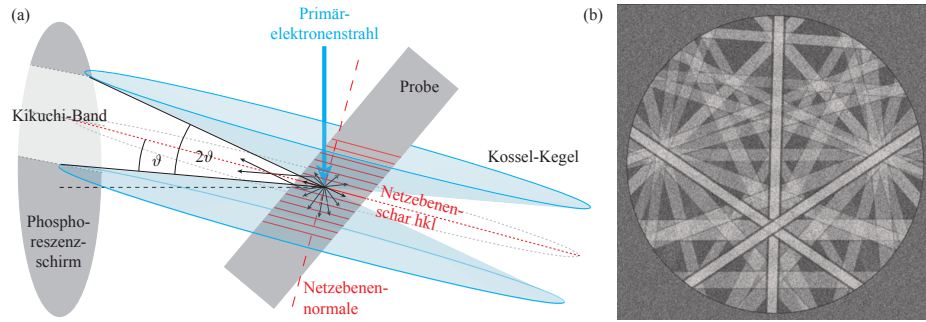 (a)
Primär-
elektronenstrahl
(b)
Probe
Kikuchi-Band
ϑ
2ϑ
Kossel-Kegel
Netzebenen-
schar hkl
Phospho-
reszenz-
schirm
Netzebenen-
normale